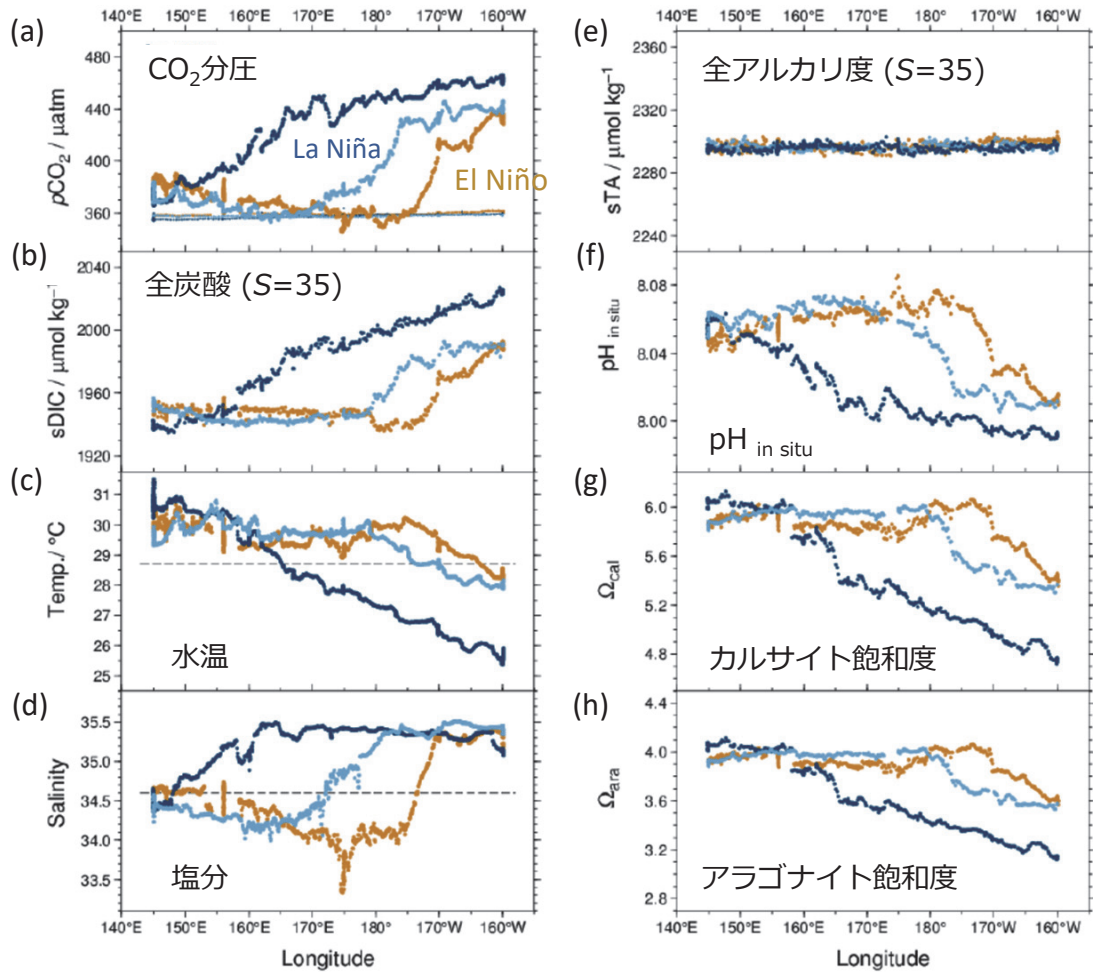 140°E 150°E 160°E 170°E 180° 170°W 160°W
(a)
CO₂分圧
480
440
400
360
pCO₂ / μatm
La Niña
El Niño
(b)
全炭酸 (S=35)
2040
2000
1960
1920
sDIC / μmol kg⁻¹
(c)
31
30
29
28
27
26
25
Temp./ °C
水温
(d)
35.5
35.0
34.5
34.0
33.5
Salinity
塩分
140°E 150°E 160°E 170°E 180° 170°W 160°W
Longitude
140°E 150°E 160°E 170°E 180° 170°W 160°W
(e)
全アルカリ度 (S=35)
2360
2320
2280
2240
sTA / μmol kg⁻¹
(f)
8.08
8.04
8.00
pH in situ
pH in situ
(g)
6.0
5.6
5.2
4.8
Ωcal
カルサイト飽和度
(h)
4.4
4.0
3.6
3.2
2.8
Ωara
アラゴナイト飽和度
140°E 150°E 160°E 170°E 180° 170°W 160°W
Longitude